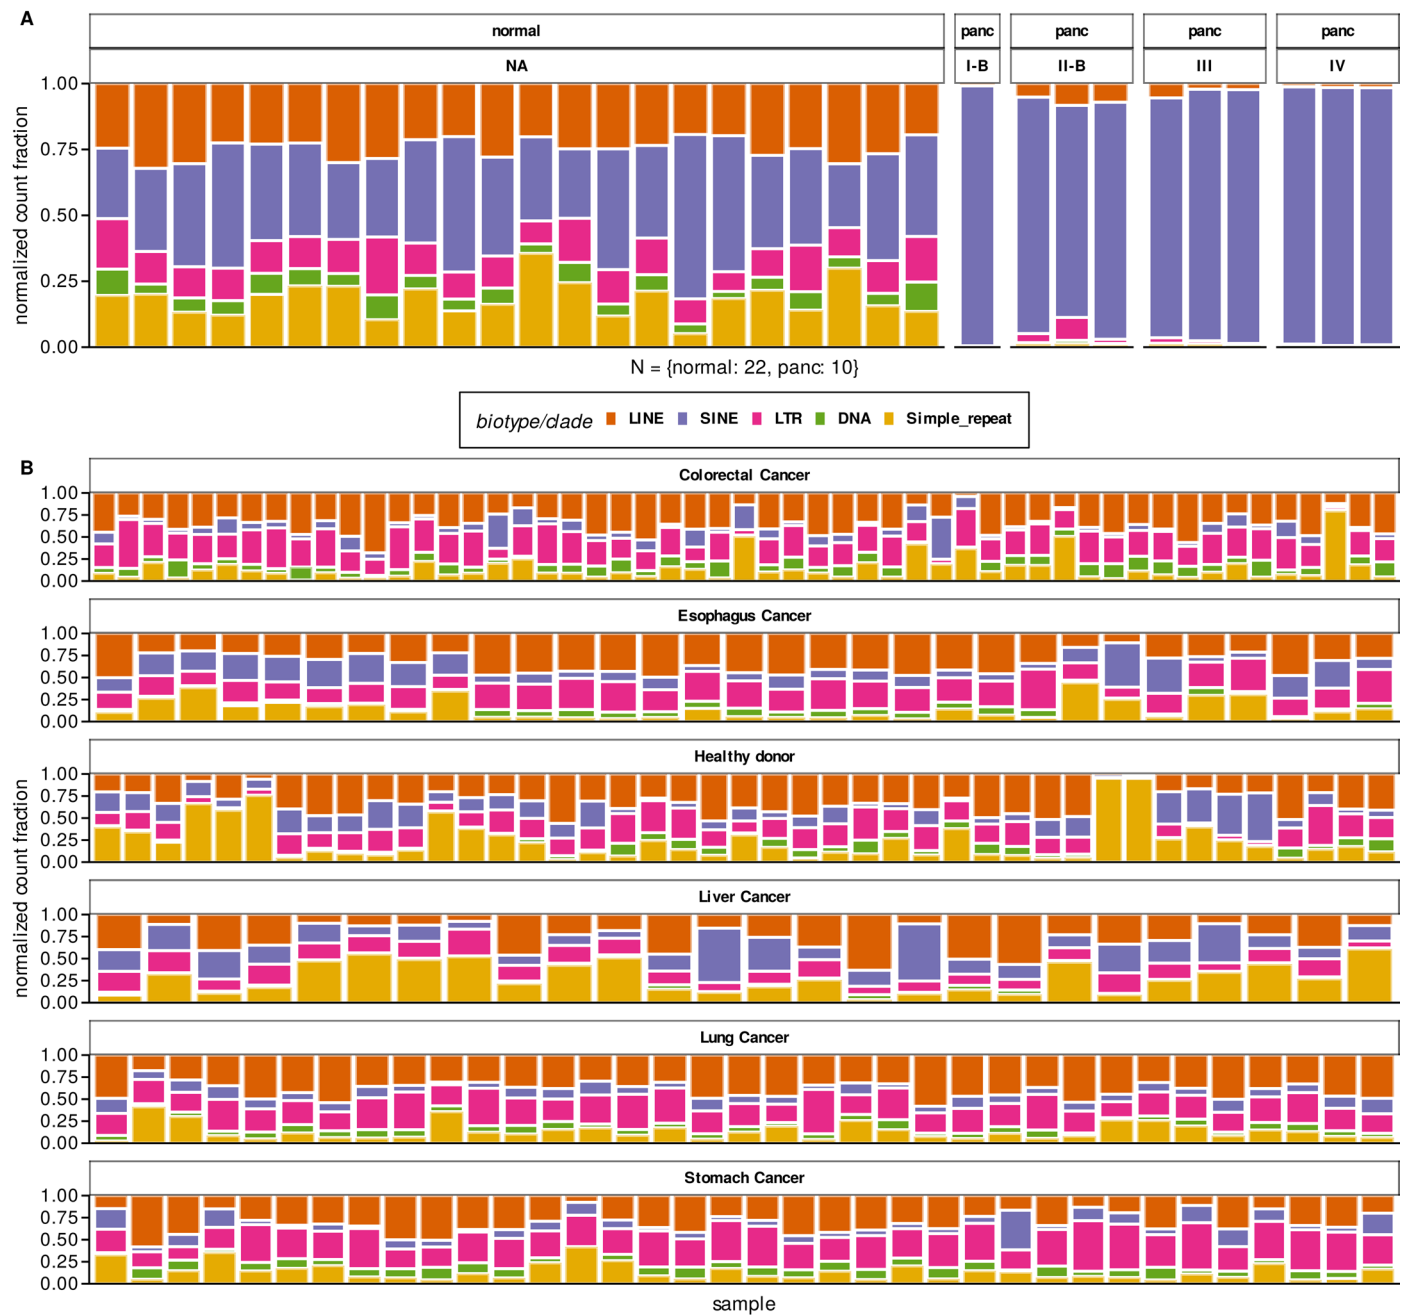 A
normal
panc
panc
panc
panc
NA
I-B
II-B
III
IV
normalized count fraction
1.00
0.75
0.50
0.25
0.00
N = {normal: 22, panc: 10}
biotype/clade LINE SINE LTR DNA Simple_repeat
B
normalized count fraction
Colorectal Cancer
1.00
0.75
0.50
0.25
0.00
Esophagus Cancer
1.00
0.75
0.50
0.25
0.00
Healthy donor
1.00
0.75
0.50
0.25
0.00
Liver Cancer
1.00
0.75
0.50
0.25
0.00
Lung Cancer
1.00
0.75
0.50
0.25
0.00
Stomach Cancer
1.00
0.75
0.50
0.25
0.00
sample